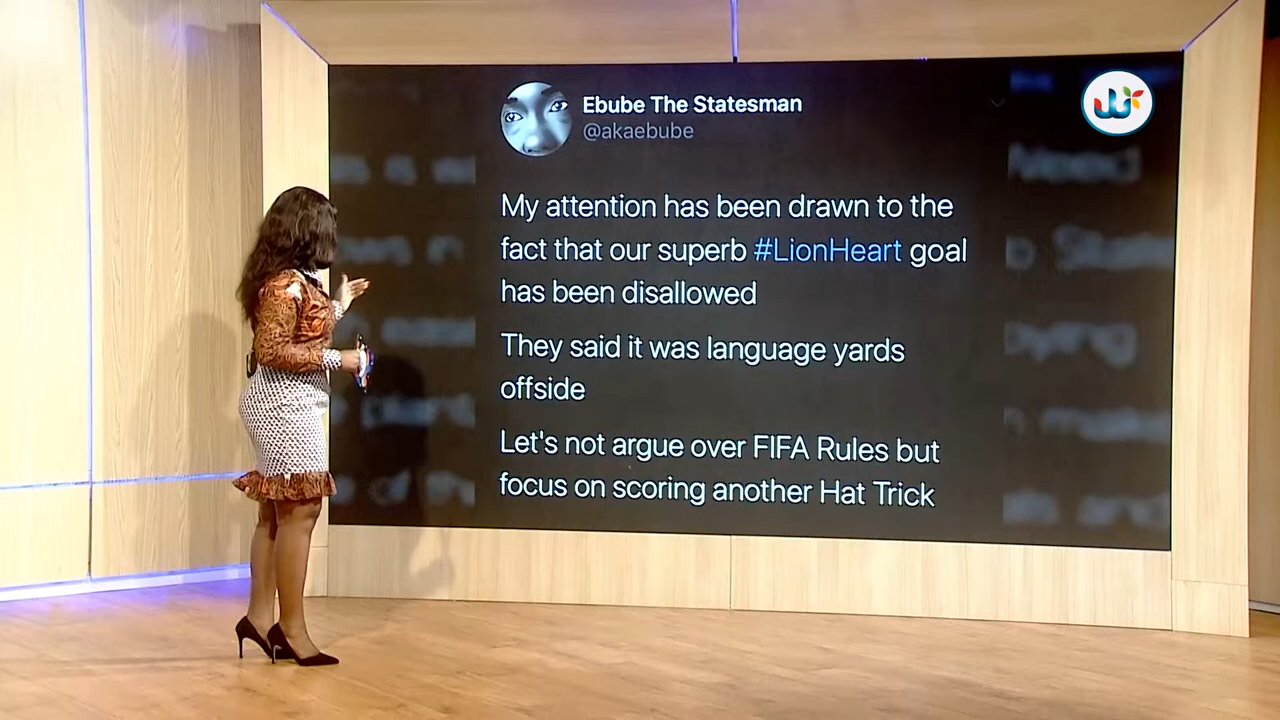 Ebube The Statesman
@akaebube
My attention has been drawn to the
fact that our superb #LionHeart goal
has been disallowed
They said it was language yards
offside
Let's not argue over FIFA Rules but
focus on scoring another Hat Trick